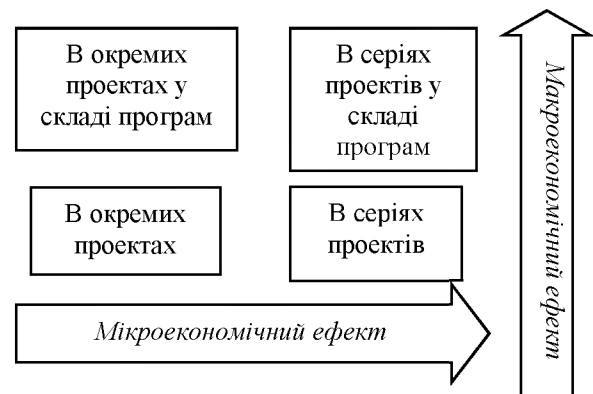 В окремих
проектах у
складі програм
В серіях
проектів у
складі
програм
В окремих
проектах
В серіях
проектів
Мікроекономічний ефект
Макроекономічний ефект